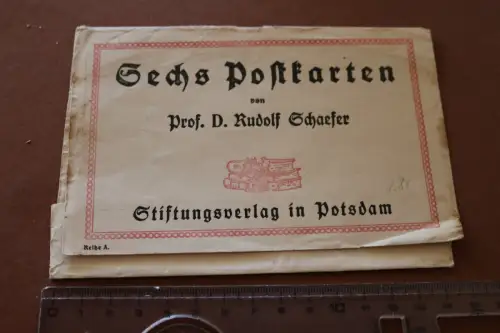 Sechs Postkarten
von
Prof. D. Rudolf Schaefer
Stiftungsverlag in Potsdam
Reihe A.